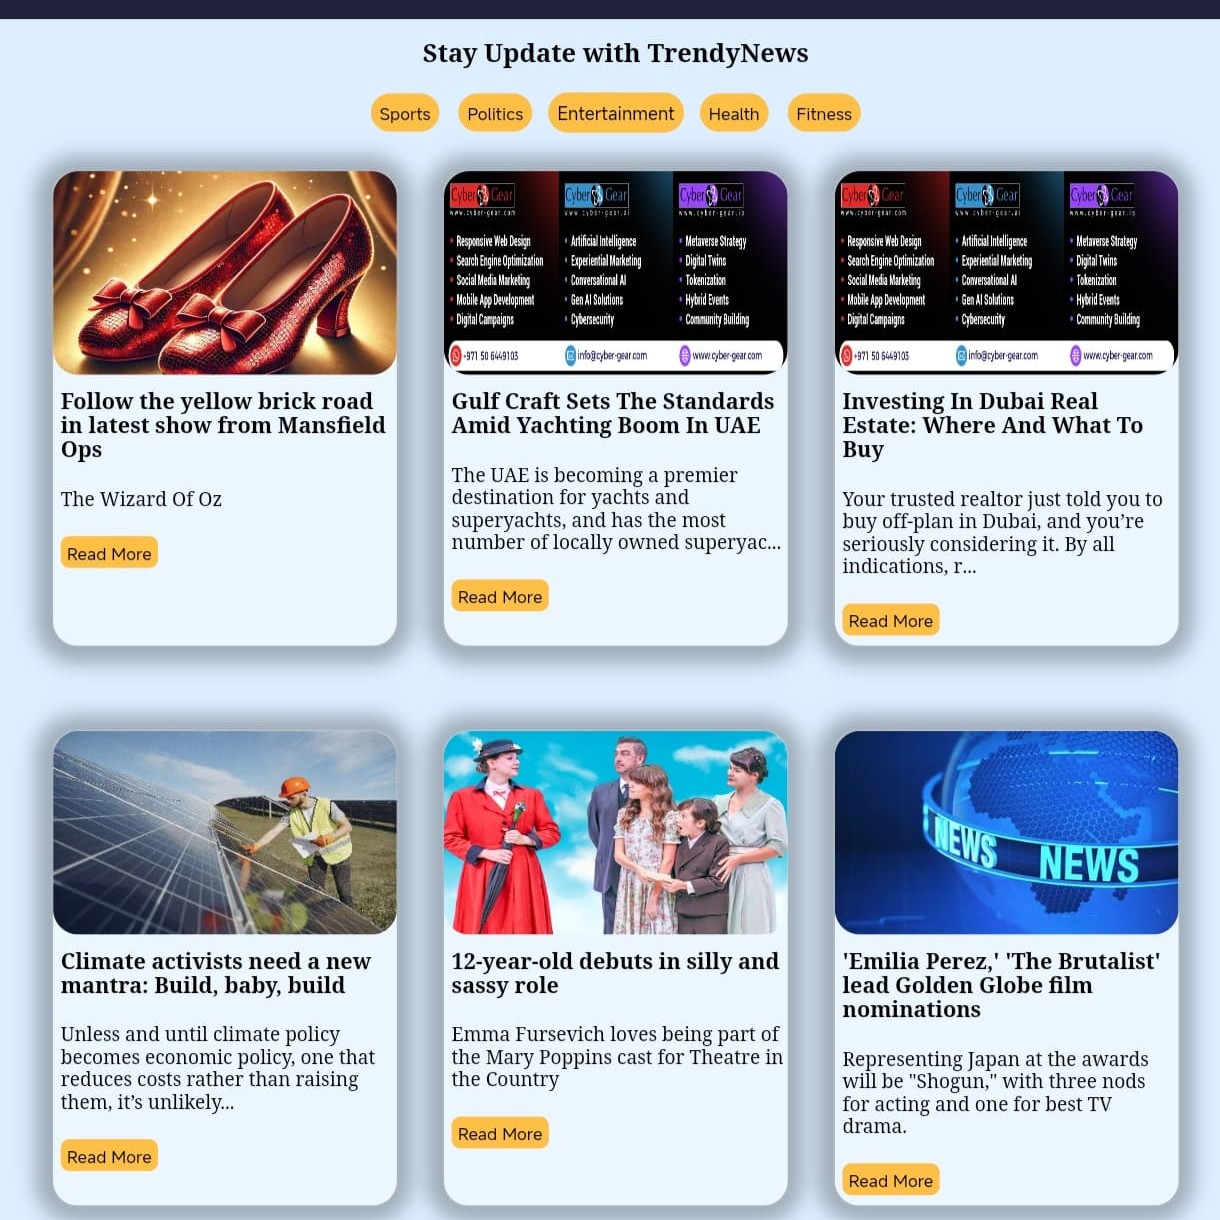 Stay Update with TrendyNews
Sports Politics Entertainment Health Fitness
Follow the yellow brick road
in latest show from Mansfield
Ops
The Wizard Of Oz
Read More
Cyber Gear
www.cyber-gear.com
Responsive Web Design
Search Engine Optimization
Social Media Marketing
Mobile App Development
Digital Campaigns
Cyber Gear
www.cyber-gear.ai
Artificial Intelligence
Experiential Marketing
Conversational AI
Gen AI Solutions
Cybersecurity
Cyber Gear
www.cyber-gear.io
Metaverse Strategy
Digital Twins
Tokenization
Hybrid Events
Community Building
+971 50 6449103 info@cyber-gear.com www.cyber-gear.com
Gulf Craft Sets The Standards
Amid Yachting Boom In UAE
The UAE is becoming a premier
destination for yachts and
superyachts, and has the most
number of locally owned superyac...
Read More
Cyber Gear
www.cyber-gear.com
Responsive Web Design
Search Engine Optimization
Social Media Marketing
Mobile App Development
Digital Campaigns
Cyber Gear
www.cyber-gear.ai
Artificial Intelligence
Experiential Marketing
Conversational AI
Gen AI Solutions
Cybersecurity
Cyber Gear
www.cyber-gear.io
Metaverse Strategy
Digital Twins
Tokenization
Hybrid Events
Community Building
+971 50 6449103 info@cyber-gear.com www.cyber-gear.com
Investing In Dubai Real
Estate: Where And What To
Buy
Your trusted realtor just told you to
buy off-plan in Dubai, and you’re
seriously considering it. By all
indications, r...
Read More
Climate activists need a new
mantra: Build, baby, build
Unless and until climate policy
becomes economic policy, one that
reduces costs rather than raising
them, it’s unlikely...
Read More
12-year-old debuts in silly and
sassy role
Emma Fursevich loves being part of
the Mary Poppins cast for Theatre in
the Country
Read More
NEWS NEWS
'Emilia Perez,' 'The Brutalist'
lead Golden Globe film
nominations
Representing Japan at the awards
will be "Shogun," with three nods
for acting and one for best TV
drama.
Read More